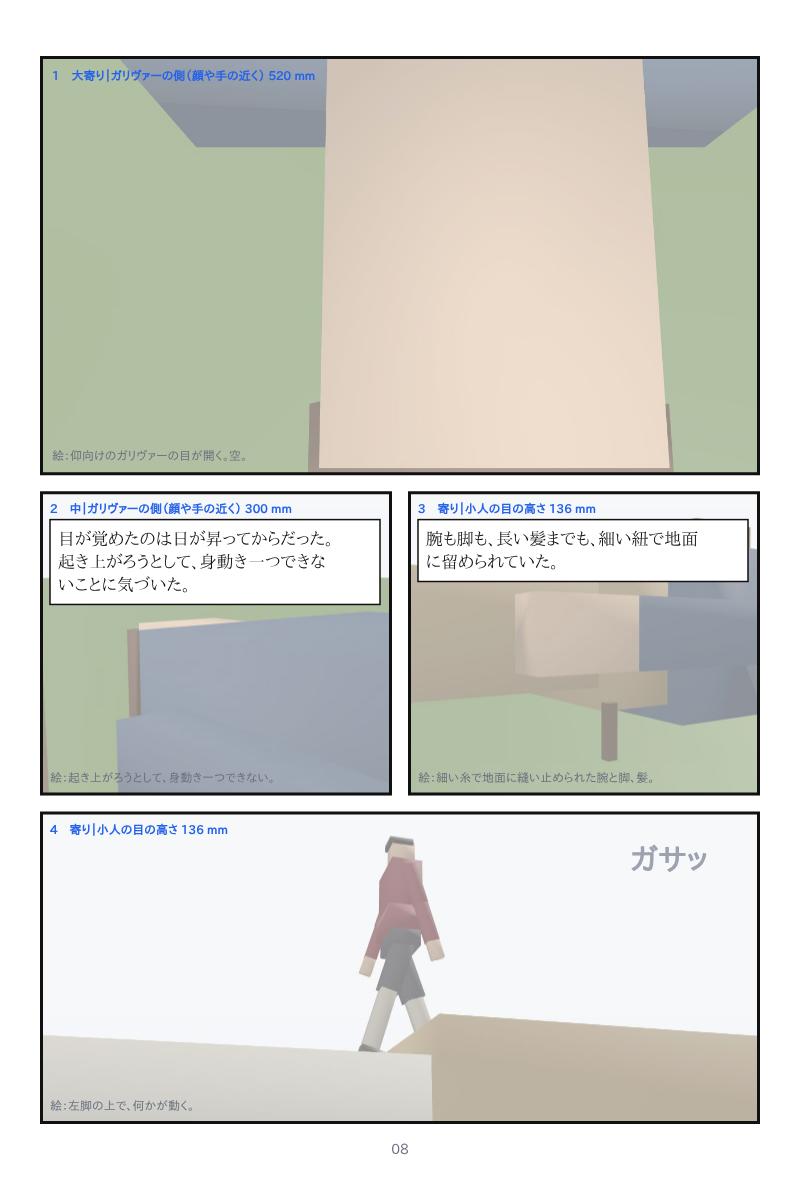 1 大寄り|ガリヴァーの側(顔や手の近く) 520 mm
絵:仰向けのガリヴァーの目が開く。空。
2 中|ガリヴァーの側(顔や手の近く) 300 mm
目が覚めたのは日が昇ってからだった。
起き上がろうとして、身動き一つできな
いことに気づいた。
絵:起き上がろうとして、身動き一つできない。
3 寄り|小人の目の高さ 136 mm
腕も脚も、長い髪までも、細い紐で地面
に留められていた。
絵:細い糸で地面に縫い止められた腕と脚、髪。
4 寄り|小人の目の高さ 136 mm
ガサッ
絵:左脚の上で、何かが動く。
08